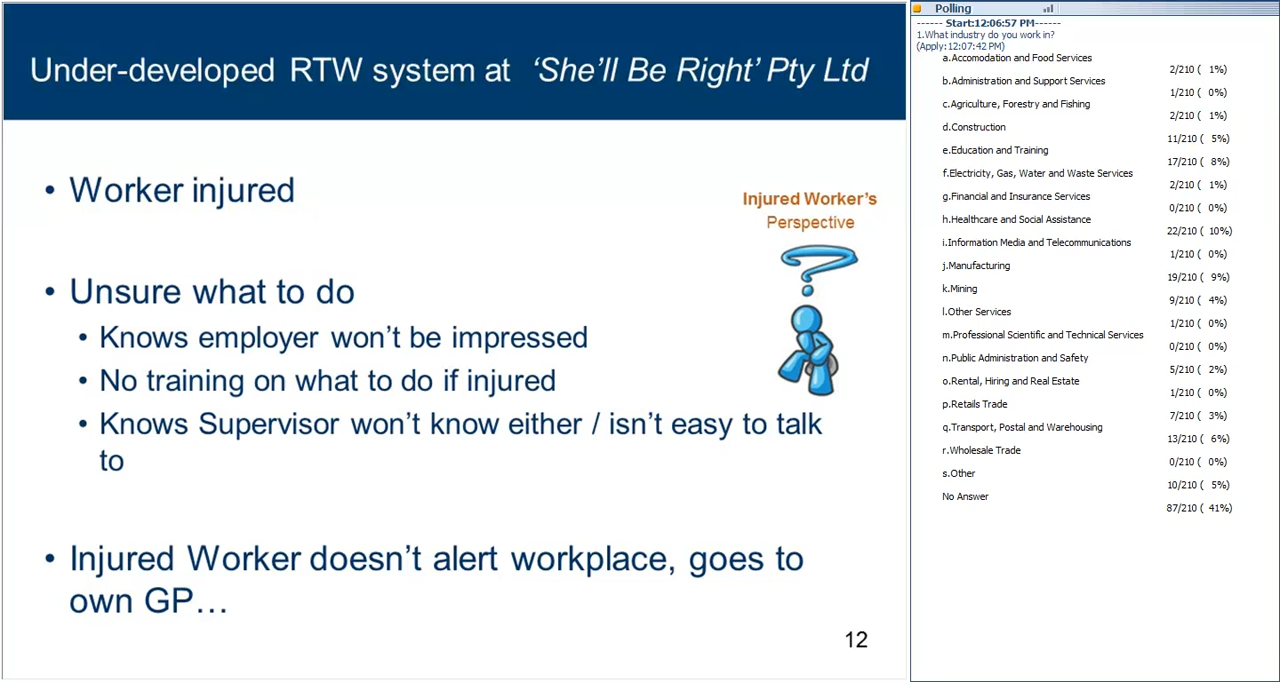 Under-developed RTW system at ‘She’ll Be Right’ Pty Ltd
• Worker injured
Injured Worker’s
Perspective
• Unsure what to do
• Knows employer won’t be impressed
• No training on what to do if injured
• Knows Supervisor won’t know either / isn’t easy to talk
to
• Injured Worker doesn’t alert workplace, goes to
own GP…
12
Polling
------ Start:12:06:57 PM------
1.What industry do you work in?
(Apply:12:07:42 PM)
a.Accomodation and Food Services
2/210 ( 1%)
b.Administration and Support Services
1/210 ( 0%)
c.Agriculture, Forestry and Fishing
2/210 ( 1%)
d.Construction
11/210 ( 5%)
e.Education and Training
17/210 ( 8%)
f.Electricity, Gas, Water and Waste Services
2/210 ( 1%)
g.Financial and Insurance Services
0/210 ( 0%)
h.Healthcare and Social Assistance
22/210 ( 10%)
i.Information Media and Telecommunications
1/210 ( 0%)
j.Manufacturing
19/210 ( 9%)
k.Mining
9/210 ( 4%)
l.Other Services
1/210 ( 0%)
m.Professional Scientific and Technical Services
0/210 ( 0%)
n.Public Administration and Safety
5/210 ( 2%)
o.Rental, Hiring and Real Estate
1/210 ( 0%)
p.Retails Trade
7/210 ( 3%)
q.Transport, Postal and Warehousing
13/210 ( 6%)
r.Wholesale Trade
0/210 ( 0%)
s.Other
10/210 ( 5%)
No Answer
87/210 ( 41%)